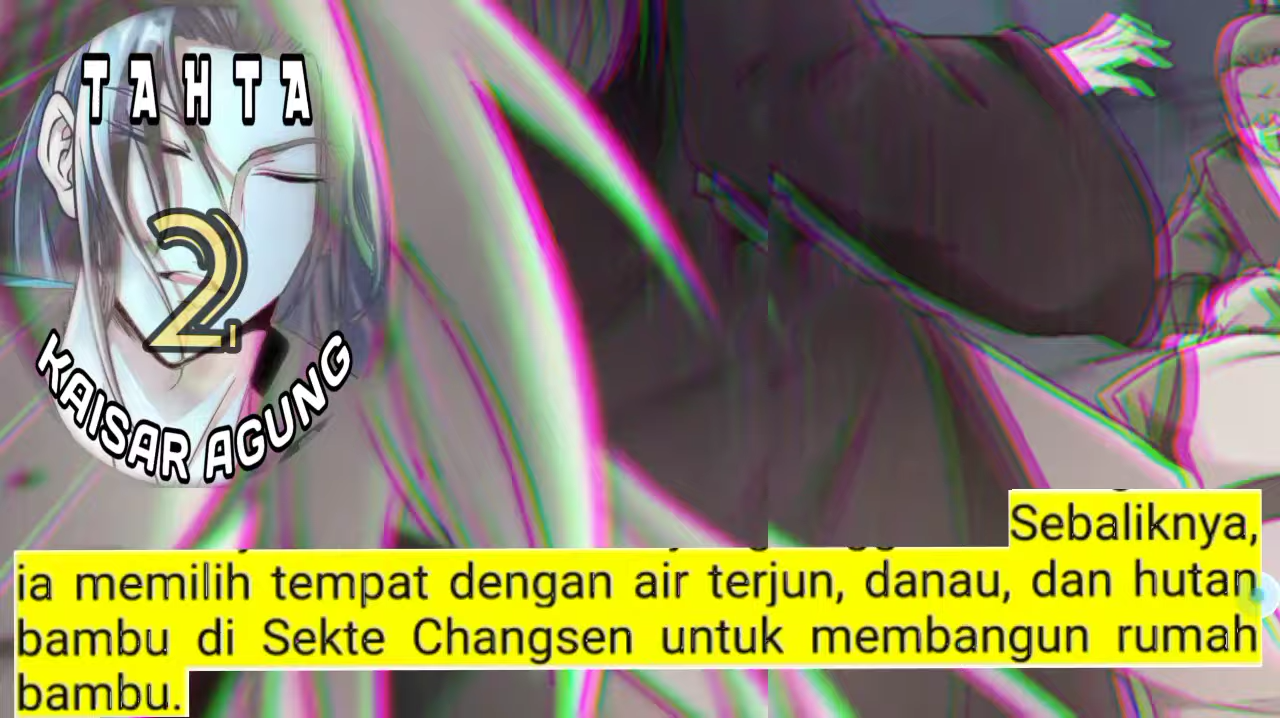 TAHTA
2
KAISAR AGUNG
Sebaliknya,
ia memilih tempat dengan air terjun, danau, dan hutan
bambu di Sekte Changsen untuk membangun rumah
bambu.